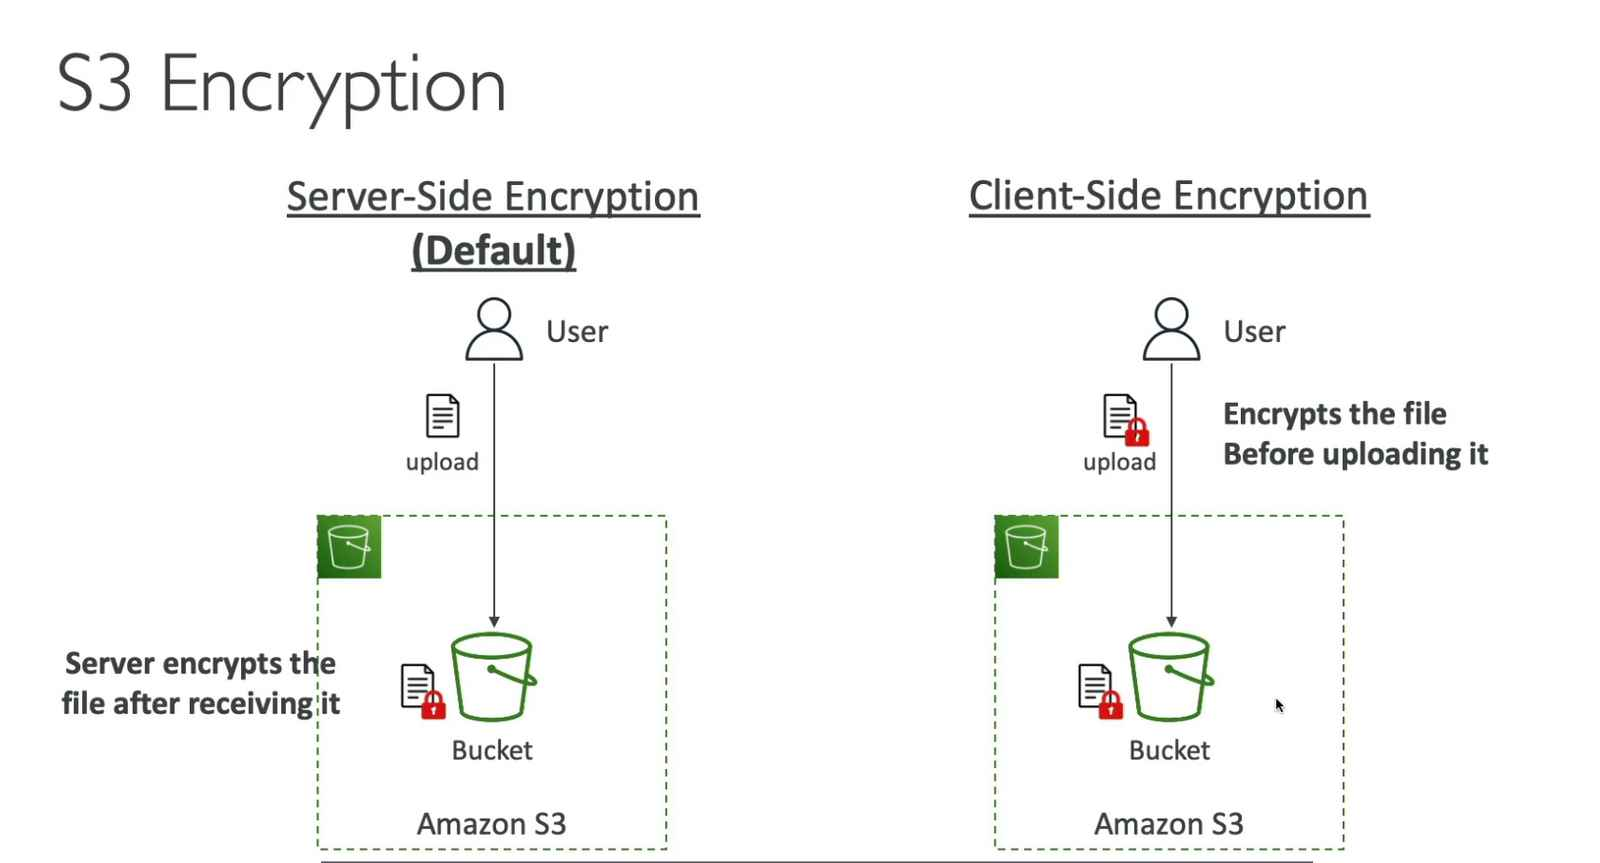 S3 Encryption
Server-Side Encryption
(Default)
User
upload
Server encrypts the
file after receiving it
Bucket
Amazon S3
Client-Side Encryption
User
Encrypts the file
Before uploading it
upload
Bucket
Amazon S3